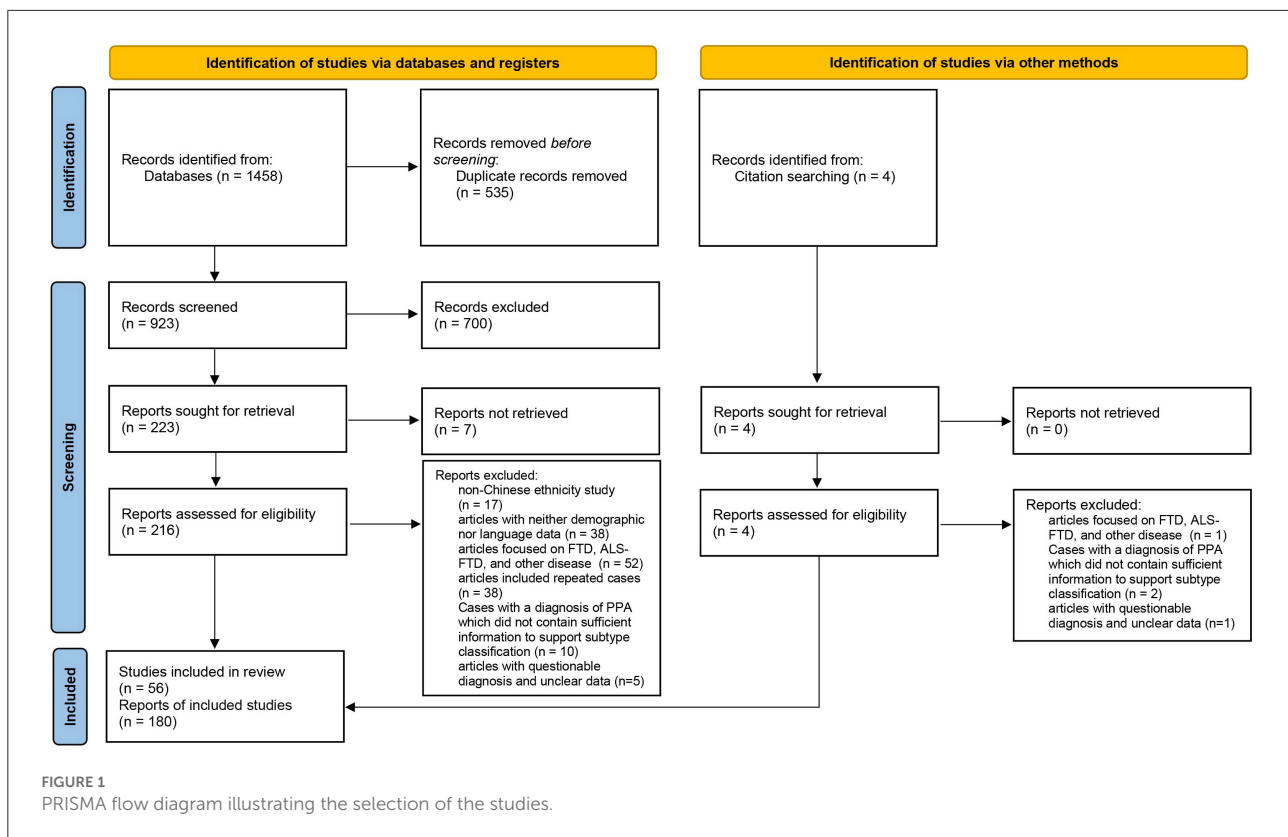 Identification of studies via databases and registers
Identification of studies via other methods
Identification
Records identified from:
Databases (n = 1458)
Records removed before
screening:
Duplicate records removed
(n = 535)
Records identified from:
Citation searching (n = 4)
Screening
Records screened
(n = 923)
Records excluded
(n = 700)
Reports sought for retrieval
(n = 223)
Reports not retrieved
(n = 7)
Reports sought for retrieval
(n = 4)
Reports not retrieved
(n = 0)
Reports assessed for eligibility
(n = 216)
Reports excluded:
non-Chinese ethnicity study
(n = 17)
articles with neither demographic
nor language data (n = 38)
articles focused on FTD, ALS-
FTD, and other disease (n = 52)
articles included repeated cases
(n = 38)
Cases with a diagnosis of PPA
which did not contain sufficient
information to support subtype
classification (n = 10)
articles with questionable
diagnosis and unclear data (n=5)
Reports assessed for eligibility
(n = 4)
Reports excluded:
articles focused on FTD, ALS-
FTD, and other disease (n = 1)
Cases with a diagnosis of PPA
which did not contain sufficient
information to support subtype
classification (n = 2)
articles with questionable
diagnosis and unclear data (n=1)
Included
Studies included in review
(n = 56)
Reports of included studies
(n = 180)
FIGURE 1
PRISMA flow diagram illustrating the selection of the studies.